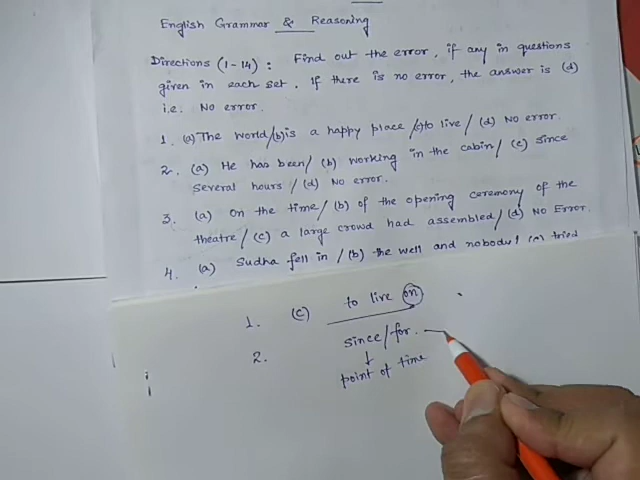 English Grammar & Reasoning
Directions (1-14): Find out the error, if any in questions
given in each set. If there is no error, the answer is (d)
i.e. No error.
1. (a) The world/(b) is a happy place/(c) to live/(d) No error.
2. (a) He has been/(b) working in the cabin/(c) since
several hours/(d) No error.
3. (a) On the time/(b) of the opening ceremony of the
theatre/(c) a large crowd had assembled/(d) No Error.
4. (a) Sudha fell in/(b) the well and nobody/ (c) tried
1. (c) to live on
2. since/for. —
↓
point of time